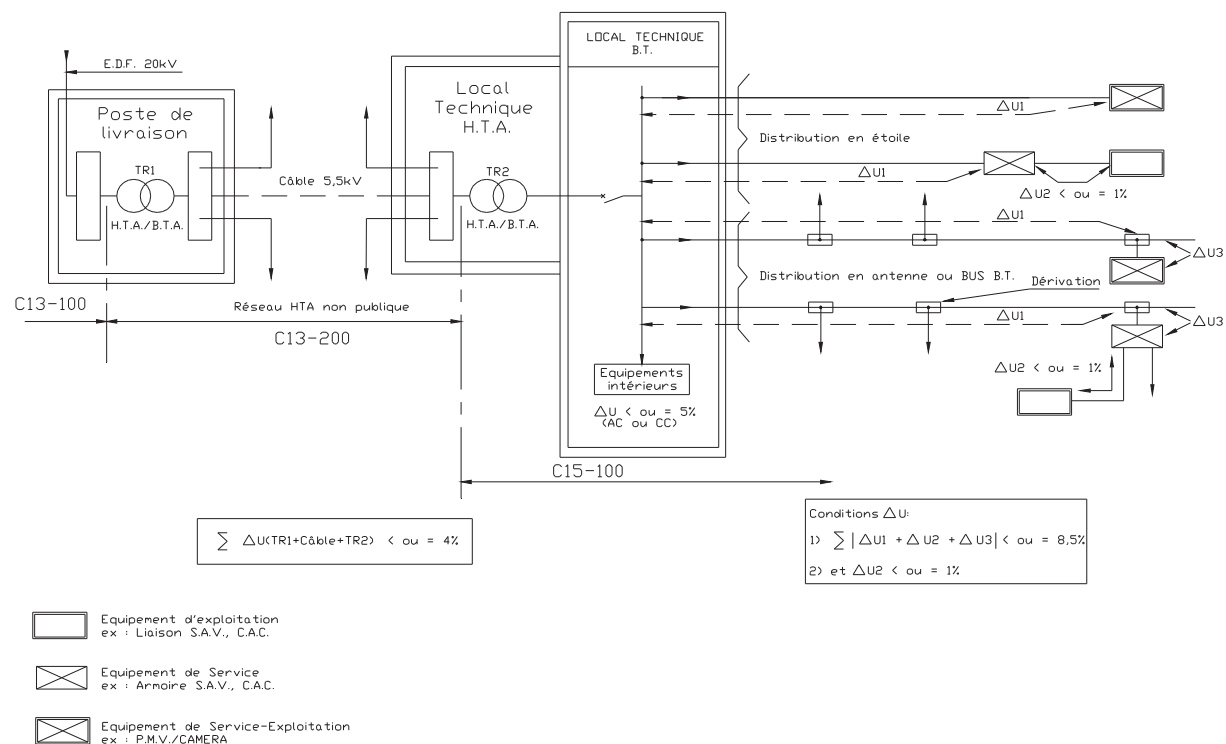 E.D.F. 20kV
Poste de
livraison
TR1
H.T.A./B.T.A.
Câble 5,5kV
Local
Technique
H.T.A.
TR2
H.T.A./B.T.A.
LOCAL TECHNIQUE
B.T.
△U1
Distribution en étoile
△U1
△U2 < ou = 1%
△U1
△U3
Distribution en antenne ou BUS B.T.
Dérivation
△U1
△U3
△U2 < ou = 1%
Equipements
intérieurs
△U < ou = 5%
(AC ou CC)
C13-100
Réseau HTA non publique
C13-200
C15-100
∑ △U(TR1+Câble+TR2) < ou = 4%
Conditions △U:
1) ∑ |△U1 + △U2 + △U3| < ou = 8,5%
2) et △U2 < ou = 1%
Equipement d'exploitation
ex : Liaison S.A.V., C.A.C.
Equipement de Service
ex : Armoire S.A.V., C.A.C.
Equipement de Service-Exploitation
ex : P.M.V./CAMERA